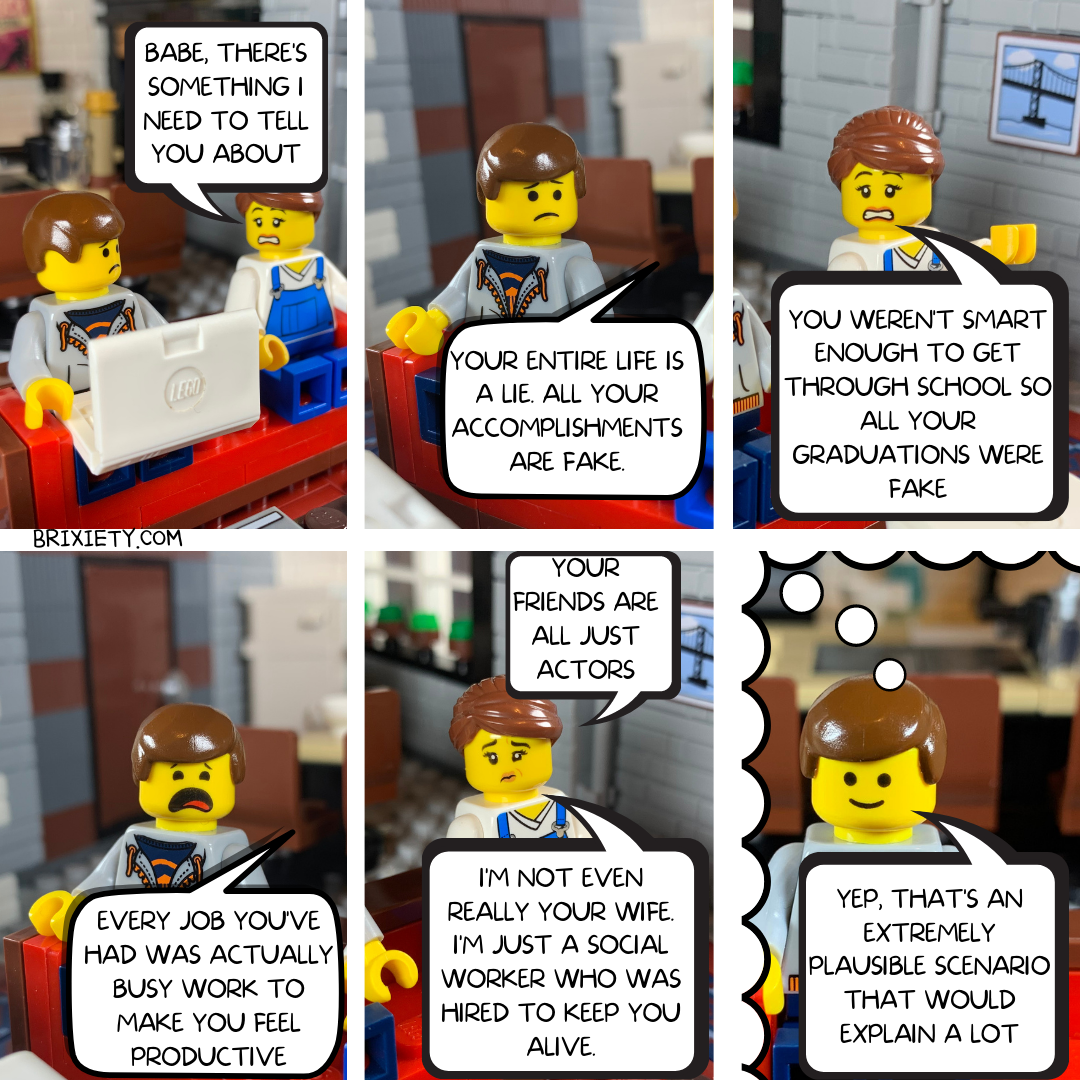 BABE, THERE'S
SOMETHING I
NEED TO TELL
YOU ABOUT
LEGO
YOUR ENTIRE LIFE IS
A LIE. ALL YOUR
ACCOMPLISHMENTS
ARE FAKE.
YOU WEREN'T SMART
ENOUGH TO GET
THROUGH SCHOOL SO
ALL YOUR
GRADUATIONS WERE
FAKE
BRIXIETY.COM
EVERY JOB YOU'VE
HAD WAS ACTUALLY
BUSY WORK TO
MAKE YOU FEEL
PRODUCTIVE
YOUR
FRIENDS ARE
ALL JUST
ACTORS
I'M NOT EVEN
REALLY YOUR WIFE.
I'M JUST A SOCIAL
WORKER WHO WAS
HIRED TO KEEP YOU
ALIVE.
YEP, THAT'S AN
EXTREMELY
PLAUSIBLE SCENARIO
THAT WOULD
EXPLAIN A LOT